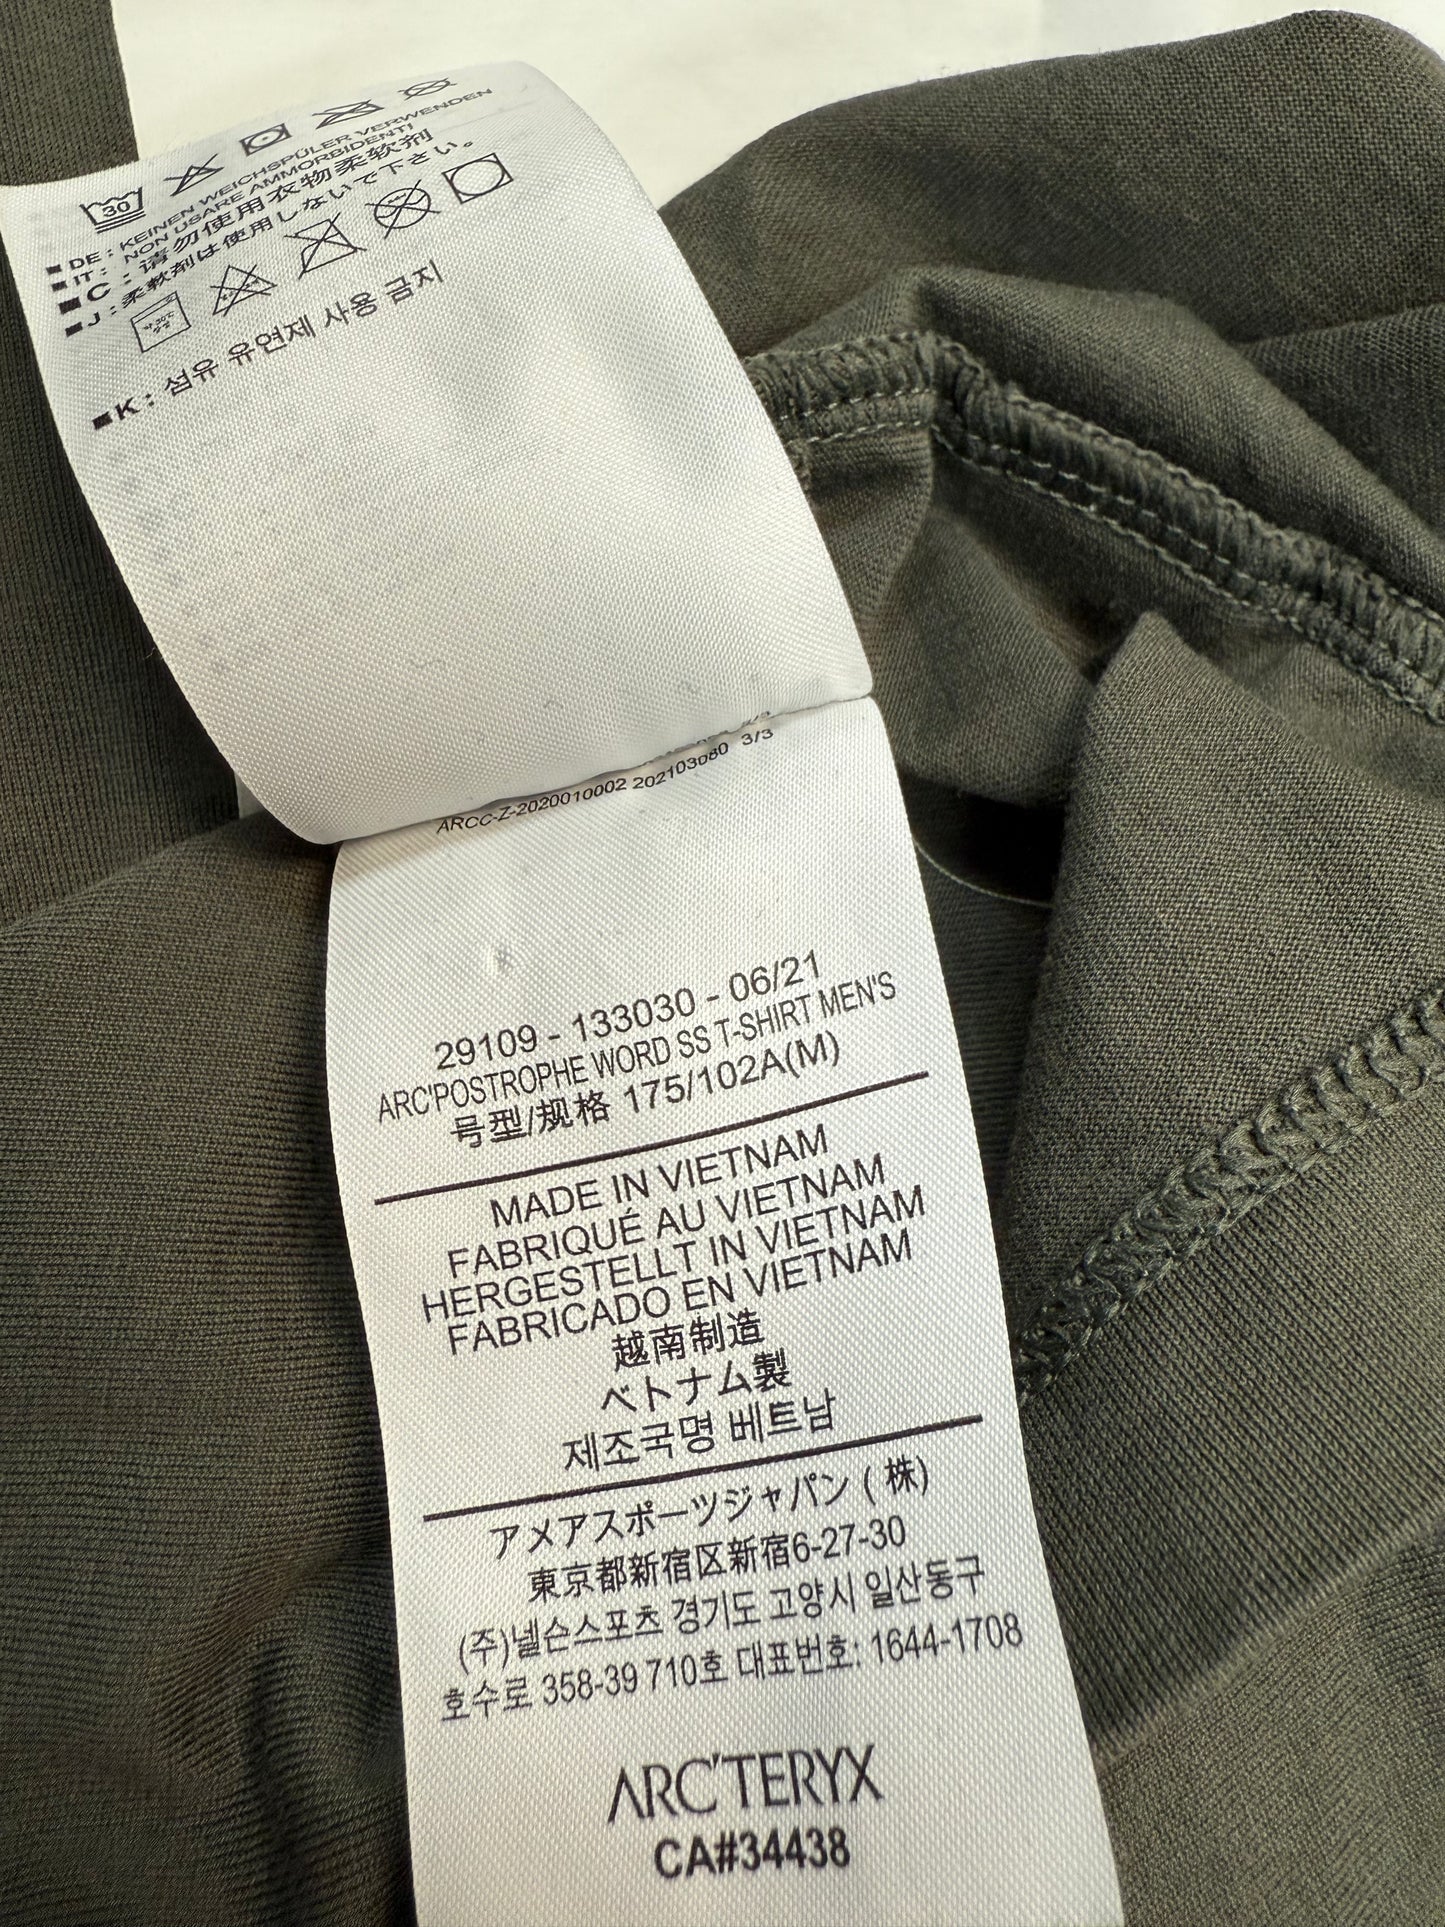 30
■DE: KEINEN WEICHSPÜLER VERWENDEN
■IT: NON USARE AMMORBIDENTI
■C: 请勿使用衣物柔软剂
■J: 柔軟剤は使用しないで下さい。
■K: 섬유 유연제 사용 금지
ARCC-Z-2020010002 202103080 3/3
29109 - 133030 - 06/21
ARC'POSTROPHE WORD SS T-SHIRT MEN'S
号型/规格 175/102A(M)
MADE IN VIETNAM
FABRIQUÉ AU VIETNAM
HERGESTELLT IN VIETNAM
FABRICADO EN VIETNAM
越南制造
ベトナム製
제조국명 베트남
アメアスポーツジャパン (株)
東京都新宿区新宿6-27-30
(주)넬슨스포츠 경기도 고양시 일산동구
호수로 358-39 710호 대표번호: 1644-1708
ARC'TERYX
CA#34438